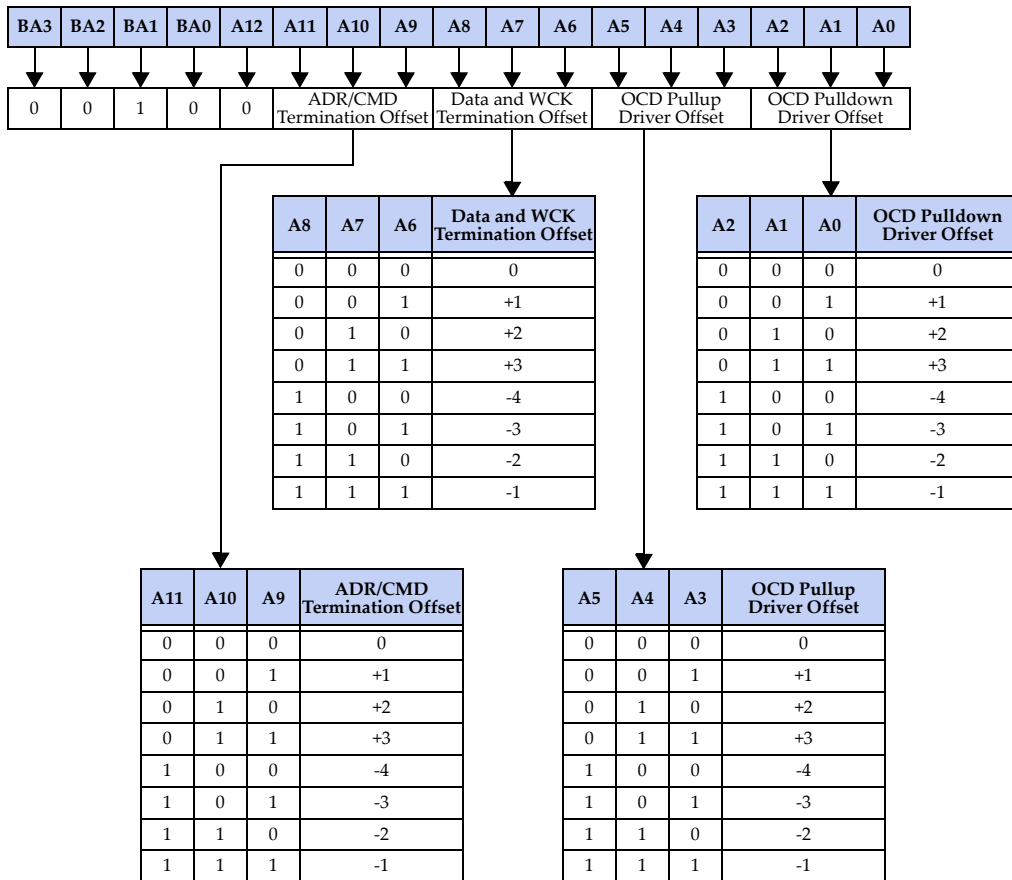 BA3 BA2 BA1 BA0 A12 A11 A10 A9 A8 A7 A6 A5 A4 A3 A2 A1 A0
0 0 1 0 0
ADR/CMD
Termination Offset
Data and WCK
Termination Offset
OCD Pullup
Driver Offset
OCD Pulldown
Driver Offset
A8 A7 A6 Data and WCK
Termination Offset
0 0 0 0
0 0 1 +1
0 1 0 +2
0 1 1 +3
1 0 0 -4
1 0 1 -3
1 1 0 -2
1 1 1 -1
A2 A1 A0 OCD Pulldown
Driver Offset
0 0 0 0
0 0 1 +1
0 1 0 +2
0 1 1 +3
1 0 0 -4
1 0 1 -3
1 1 0 -2
1 1 1 -1
A11 A10 A9 ADR/CMD
Termination Offset
0 0 0 0
0 0 1 +1
0 1 0 +2
0 1 1 +3
1 0 0 -4
1 0 1 -3
1 1 0 -2
1 1 1 -1
A5 A4 A3 OCD Pullup
Driver Offset
0 0 0 0
0 0 1 +1
0 1 0 +2
0 1 1 +3
1 0 0 -4
1 0 1 -3
1 1 0 -2
1 1 1 -1